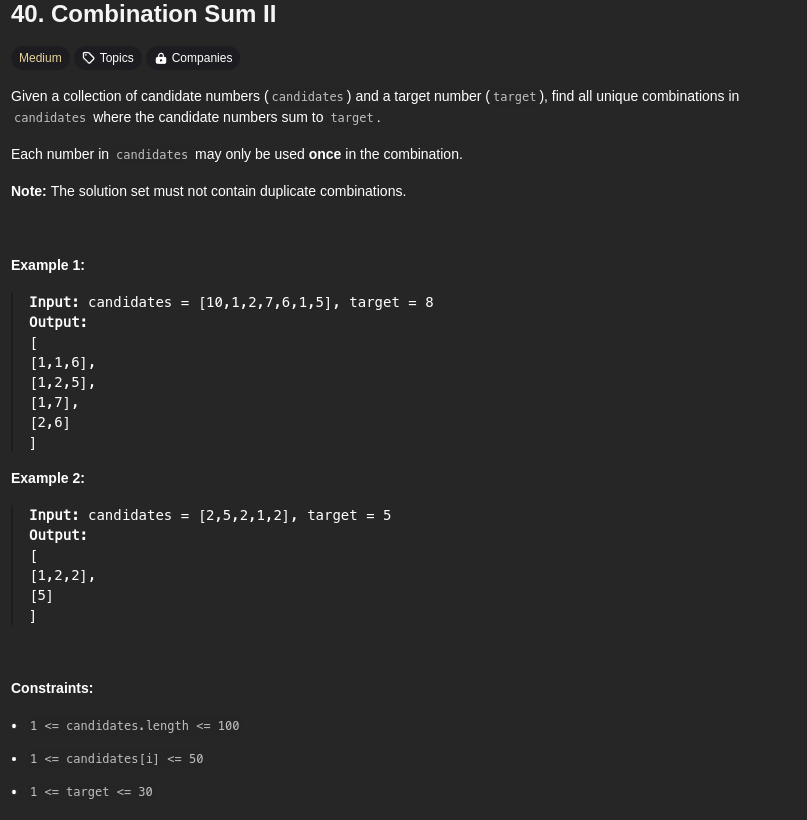 40. Combination Sum II
Medium Topics Companies
Given a collection of candidate numbers ( candidates ) and a target number ( target ), find all unique combinations in
candidates where the candidate numbers sum to target .
Each number in candidates may only be used once in the combination.
Note: The solution set must not contain duplicate combinations.
Example 1:
Input: candidates = [10,1,2,7,6,1,5], target = 8
Output:
[
[1,1,6],
[1,2,5],
[1,7],
[2,6]
]
Example 2:
Input: candidates = [2,5,2,1,2], target = 5
Output:
[
[1,2,2],
[5]
]
Constraints:
• 1 <= candidates.length <= 100
• 1 <= candidates[i] <= 50
• 1 <= target <= 30